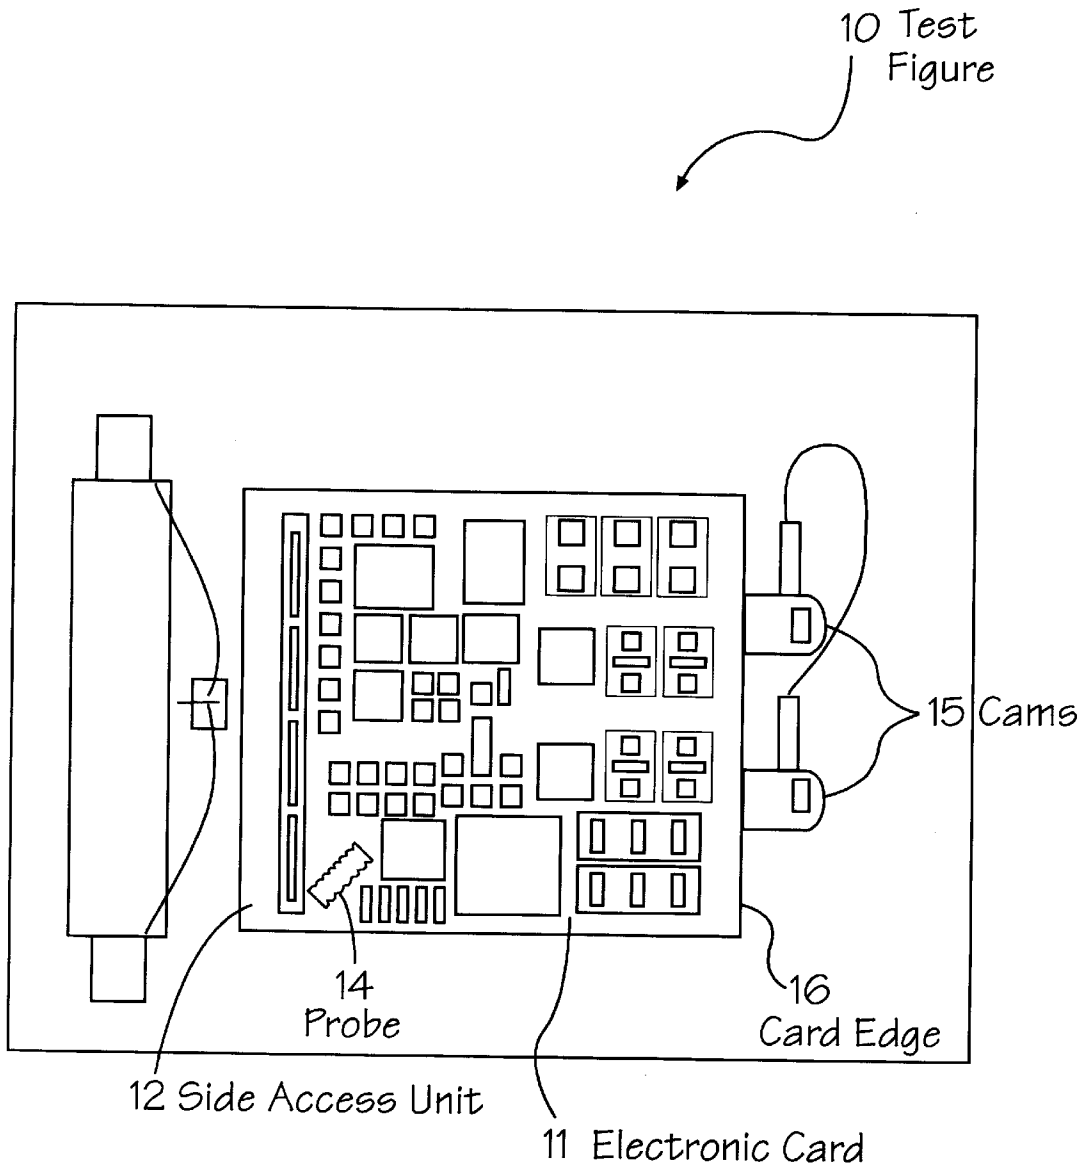 10 Test
Figure
15 Cams
14
Probe
16
Card Edge
12 Side Access Unit
11 Electronic Card